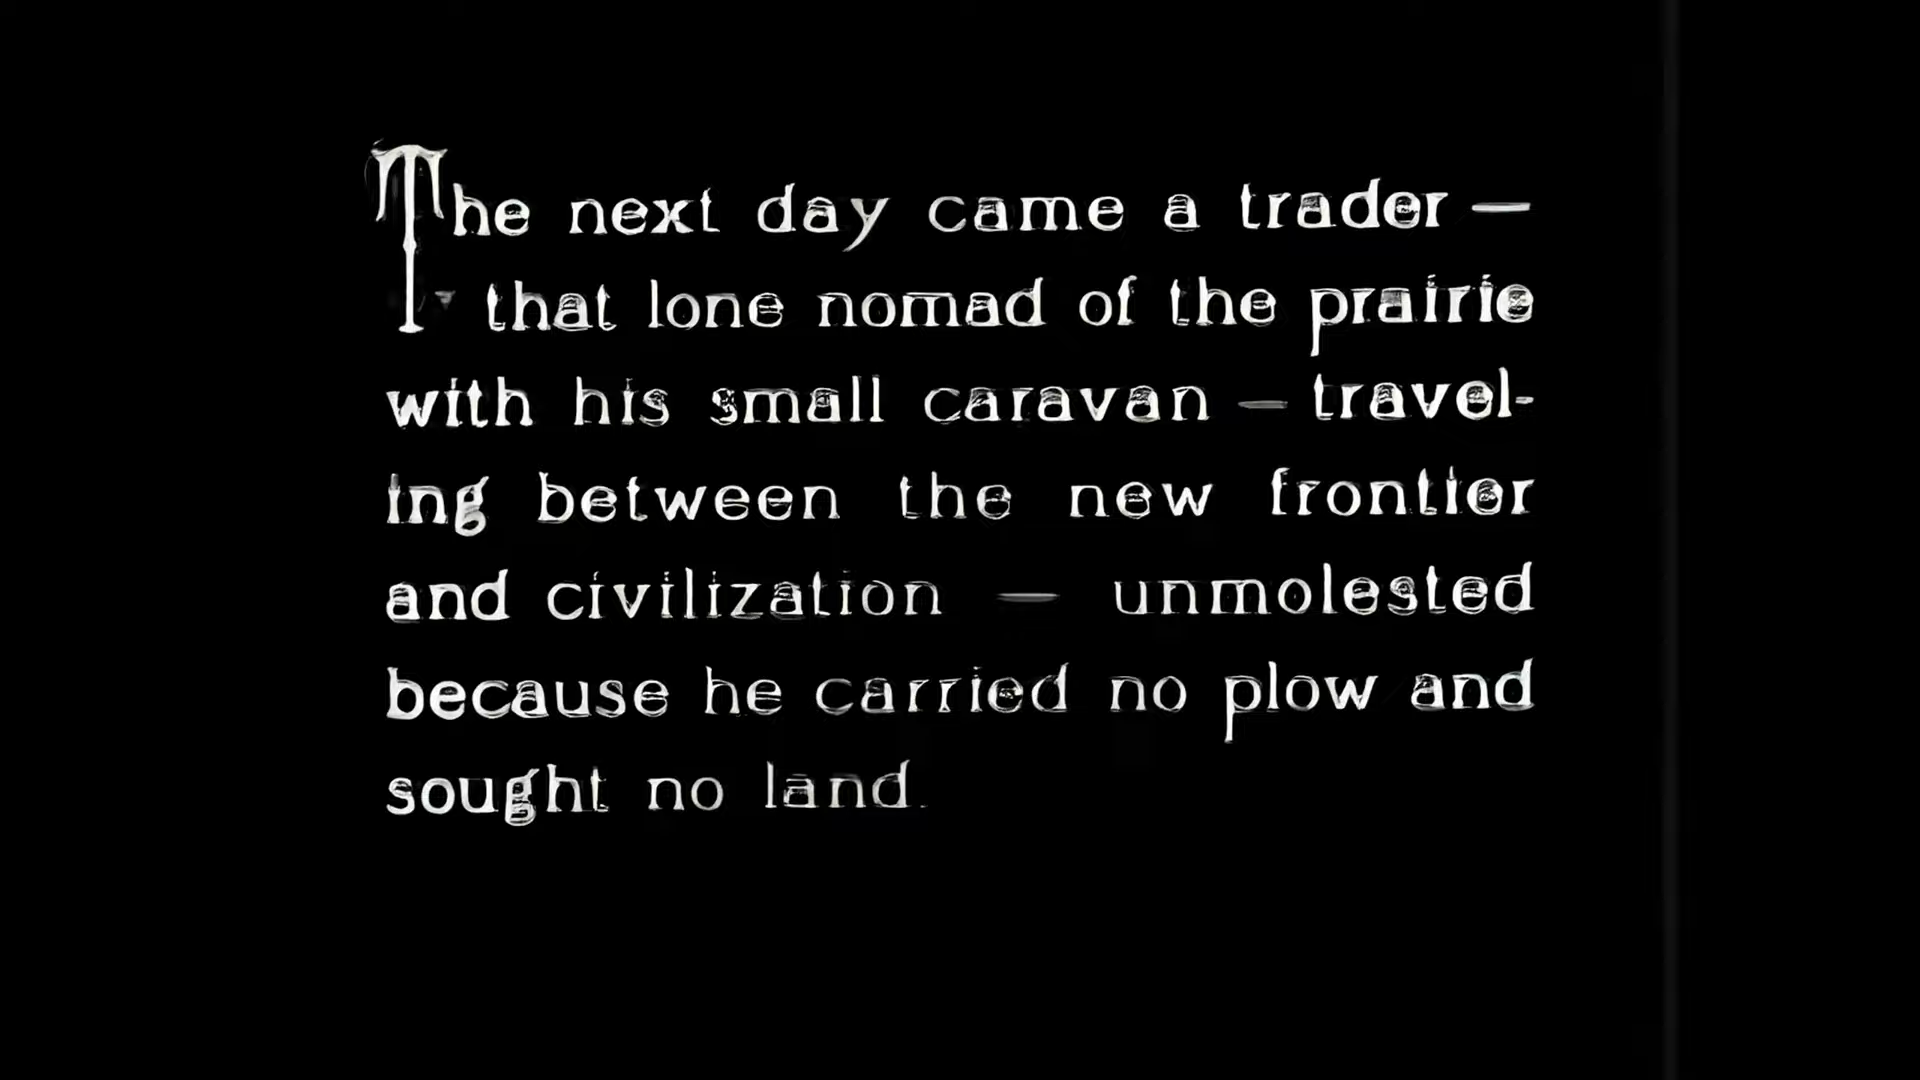 The next day came a trader —
that lone nomad of the prairie
with his small caravan — travel-
ing between the new frontier
and civilization — unmolested
because he carried no plow and
sought no land.